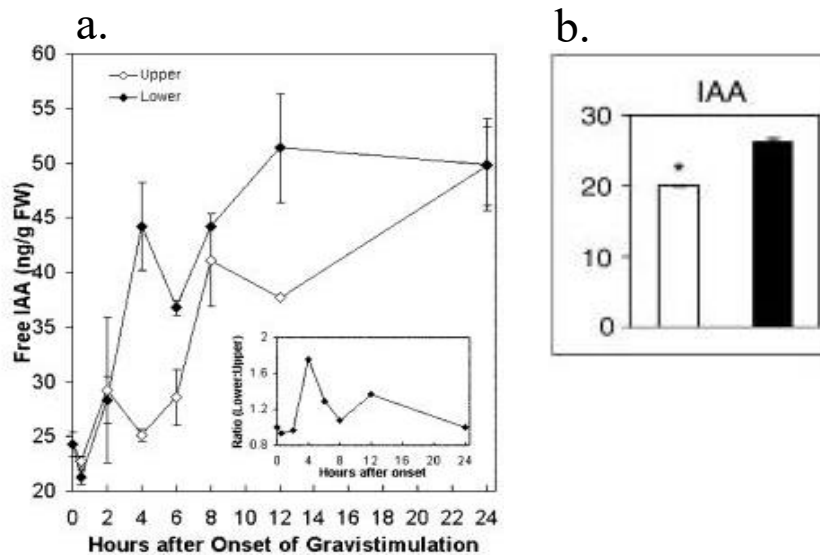 a.
60
55
50
45
40
35
30
25
20
Free IAA (ng/g FW)
Upper
Lower
2
1.6
1.2
0.8
Ratio (Lower:Upper)
0 4 8 12 16 20 24
Hours after onset
0 2 4 6 8 10 12 14 16 18 20 22 24
Hours after Onset of Gravistimulation
b.
IAA
30
20
10
0
*